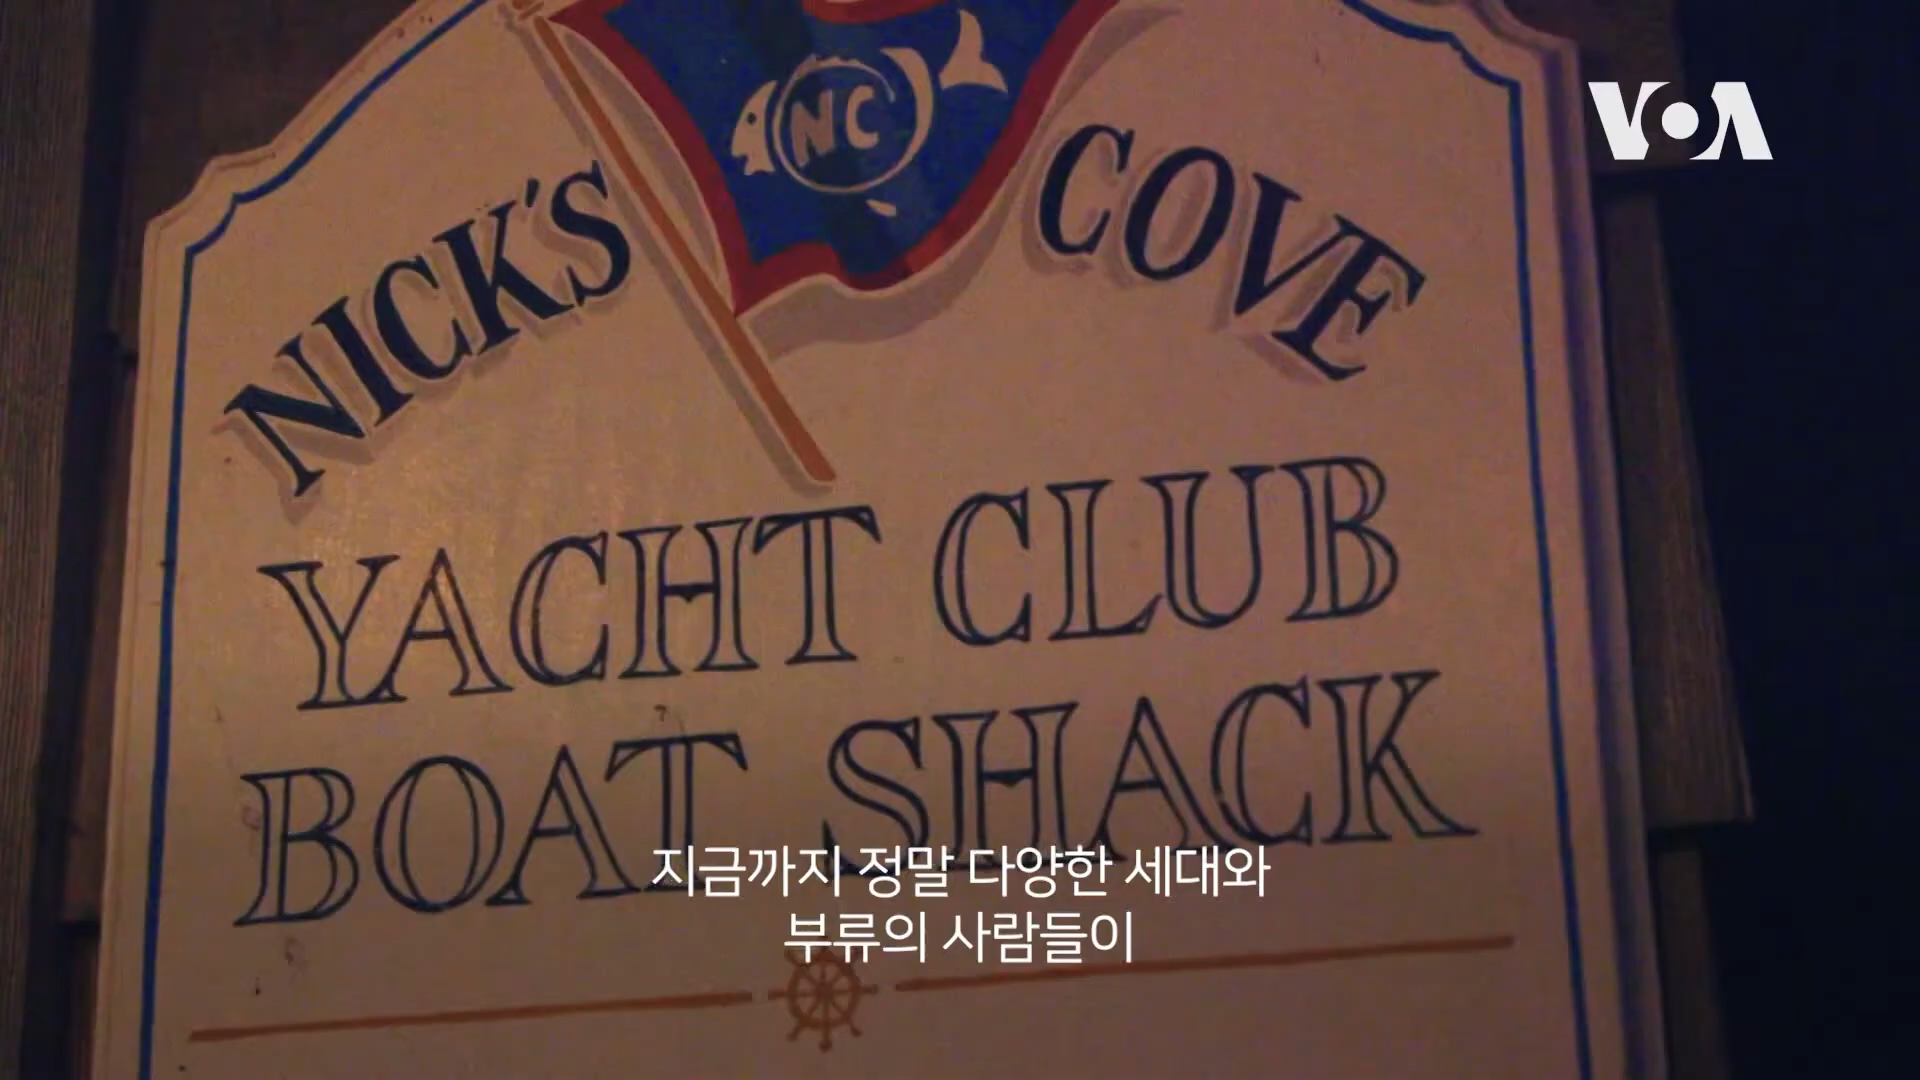 NC
VOA
NICK'S COVE
YACHT CLUB
BOAT SHACK
지금까지 정말 다양한 세대와
부류의 사람들이